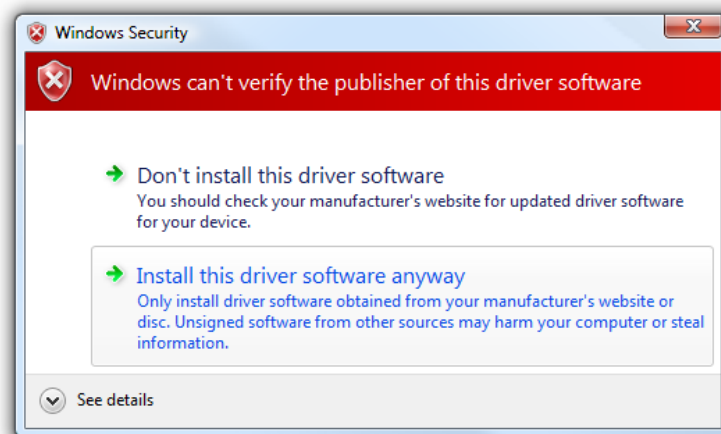 Windows Security
Windows can't verify the publisher of this driver software
Don't install this driver software
You should check your manufacturer's website for updated driver software
for your device.
Install this driver software anyway
Only install driver software obtained from your manufacturer's website or
disc. Unsigned software from other sources may harm your computer or steal
information.
See details